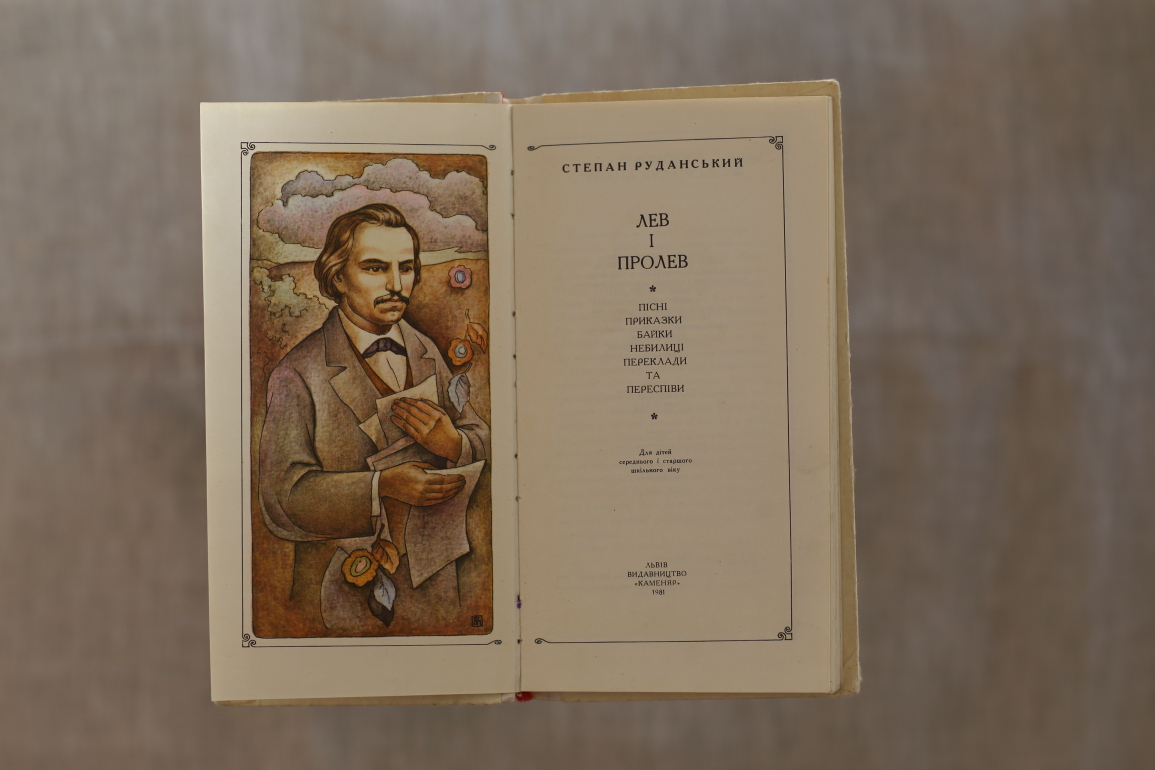 СТЕПАН РУДАНСЬКИЙ
ЛЕВ
І
ПРОЛЕВ
*
ПІСНІ
ПРИКАЗКИ
БАЙКИ
НЕБИЛИЦІ
ПЕРЕКЛАДИ
ТА
ПЕРЕСПІВИ
*
Для дітей
середнього і старшого
шкільного віку
ЛЬВІВ
ВИДАВНИЦТВО
«КАМЕНЯР»
1981